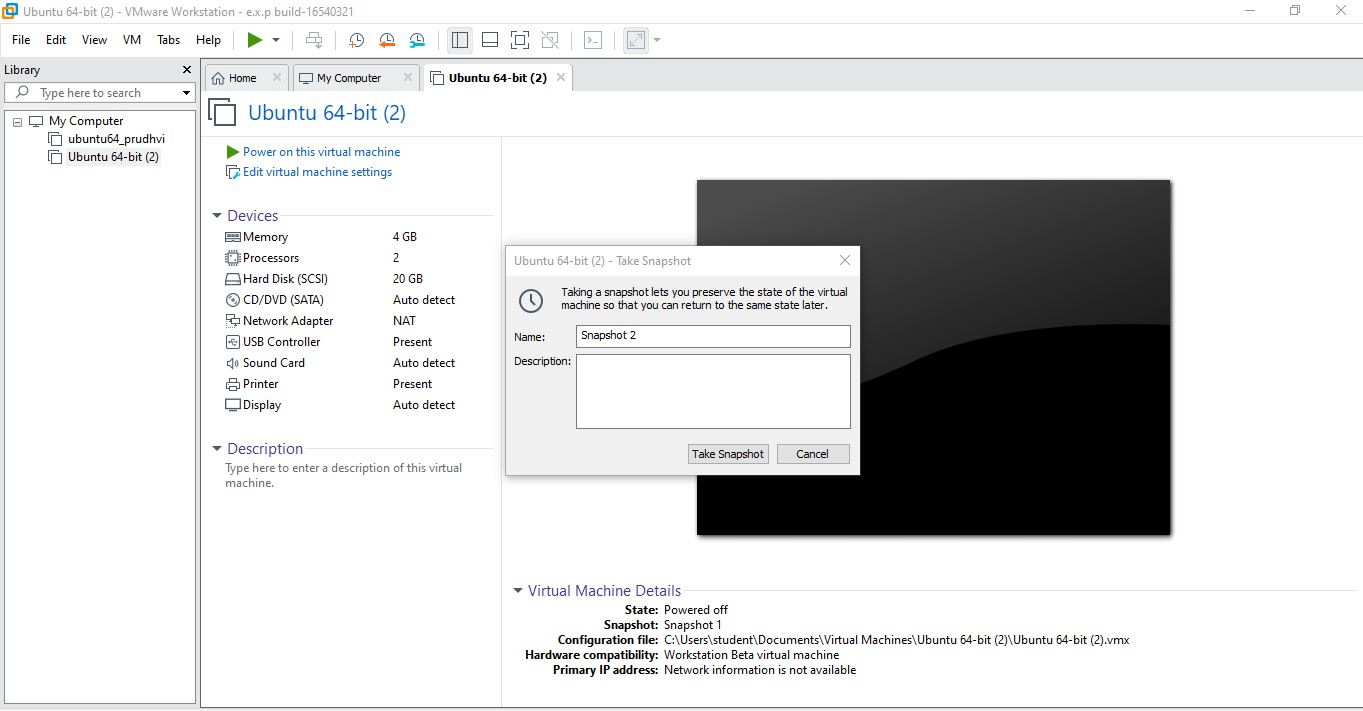 Ubuntu 64-bit (2) - VMware Workstation - e.x.p build-16540321
File Edit View VM Tabs Help
Library
Type here to search
My Computer
ubuntu64_prudhvi
Ubuntu 64-bit (2)
Home My Computer Ubuntu 64-bit (2)
Ubuntu 64-bit (2)
Power on this virtual machine
Edit virtual machine settings
Devices
Memory 4 GB
Processors 2
Hard Disk (SCSI) 20 GB
CD/DVD (SATA) Auto detect
Network Adapter NAT
USB Controller Present
Sound Card Auto detect
Printer Present
Display Auto detect
Description
Type here to enter a description of this virtual
machine.
Ubuntu 64-bit (2) - Take Snapshot
Taking a snapshot lets you preserve the state of the virtual
machine so that you can return to the same state later.
Name: Snapshot 2
Description:
Take Snapshot Cancel
Virtual Machine Details
State: Powered off
Snapshot: Snapshot 1
Configuration file: C:\Users\student\Documents\Virtual Machines\Ubuntu 64-bit (2)\Ubuntu 64-bit (2).vmx
Hardware compatibility: Workstation Beta virtual machine
Primary IP address: Network information is not available